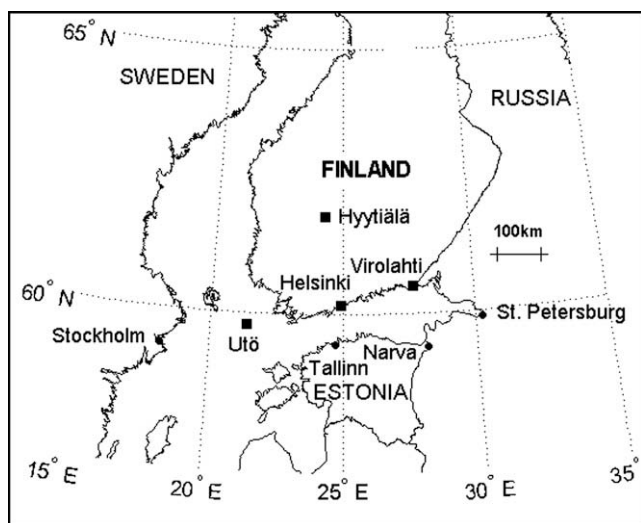 65° N
SWEDEN
RUSSIA
FINLAND
Hyytiälä
100km
Virolahti
Helsinki
60° N
St. Petersburg
Stockholm
Utö
Narva
Tallinn
ESTONIA
15° E
20° E
25° E
30° E
35°